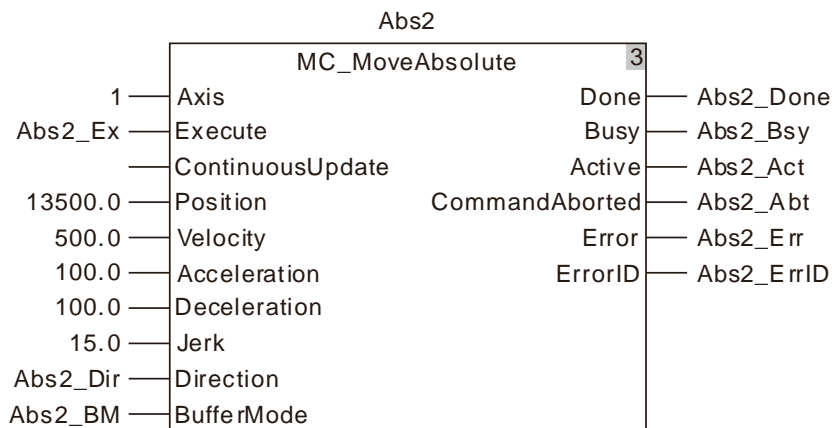 Abs2
MC_MoveAbsolute 3
1 Axis Done Abs2_Done
Abs2_Ex Execute Busy Abs2_Bsy
ContinuousUpdate Active Abs2_Act
13500.0 Position CommandAborted Abs2_Abt
500.0 Velocity Error Abs2_Err
100.0 Acceleration ErrorID Abs2_ErrID
100.0 Deceleration
15.0 Jerk
Abs2_Dir Direction
Abs2_BM BufferMode